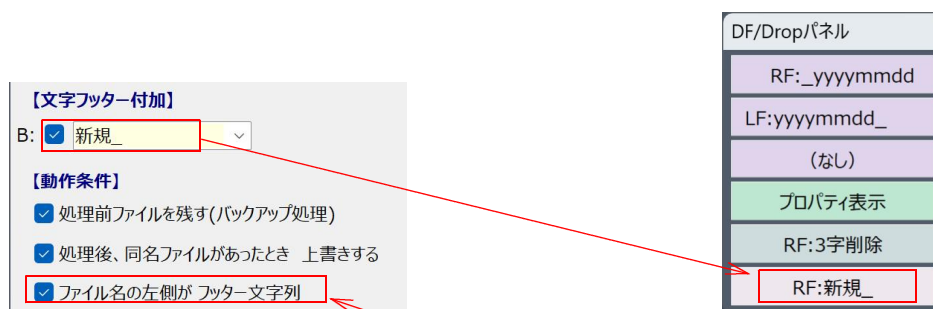 【文字フッター付加】
B: 新規_
【動作条件】
処理前ファイルを残す(バックアップ処理)
処理後、同名ファイルがあったとき 上書きする
ファイル名の左側が フッター文字列
DF/Dropパネル
RF:_yyyymmdd
LF:yyyymmdd_
(なし)
プロパティ表示
RF:3字削除
RF:新規_